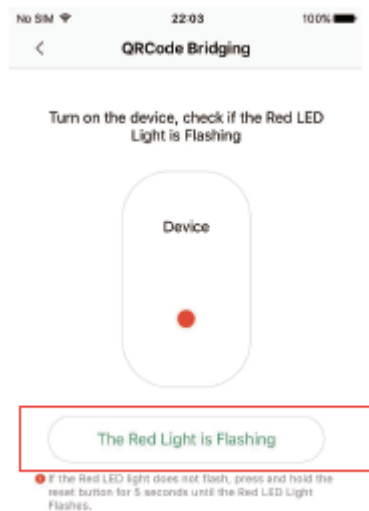 No SIM 22:03 100%
QRCode Bridging
Turn on the device, check if the Red LED
Light is Flashing
Device
The Red Light is Flashing
If the Red LED light does not flash, press and hold the
reset button for 5 seconds until the Red LED Light
Flashes.